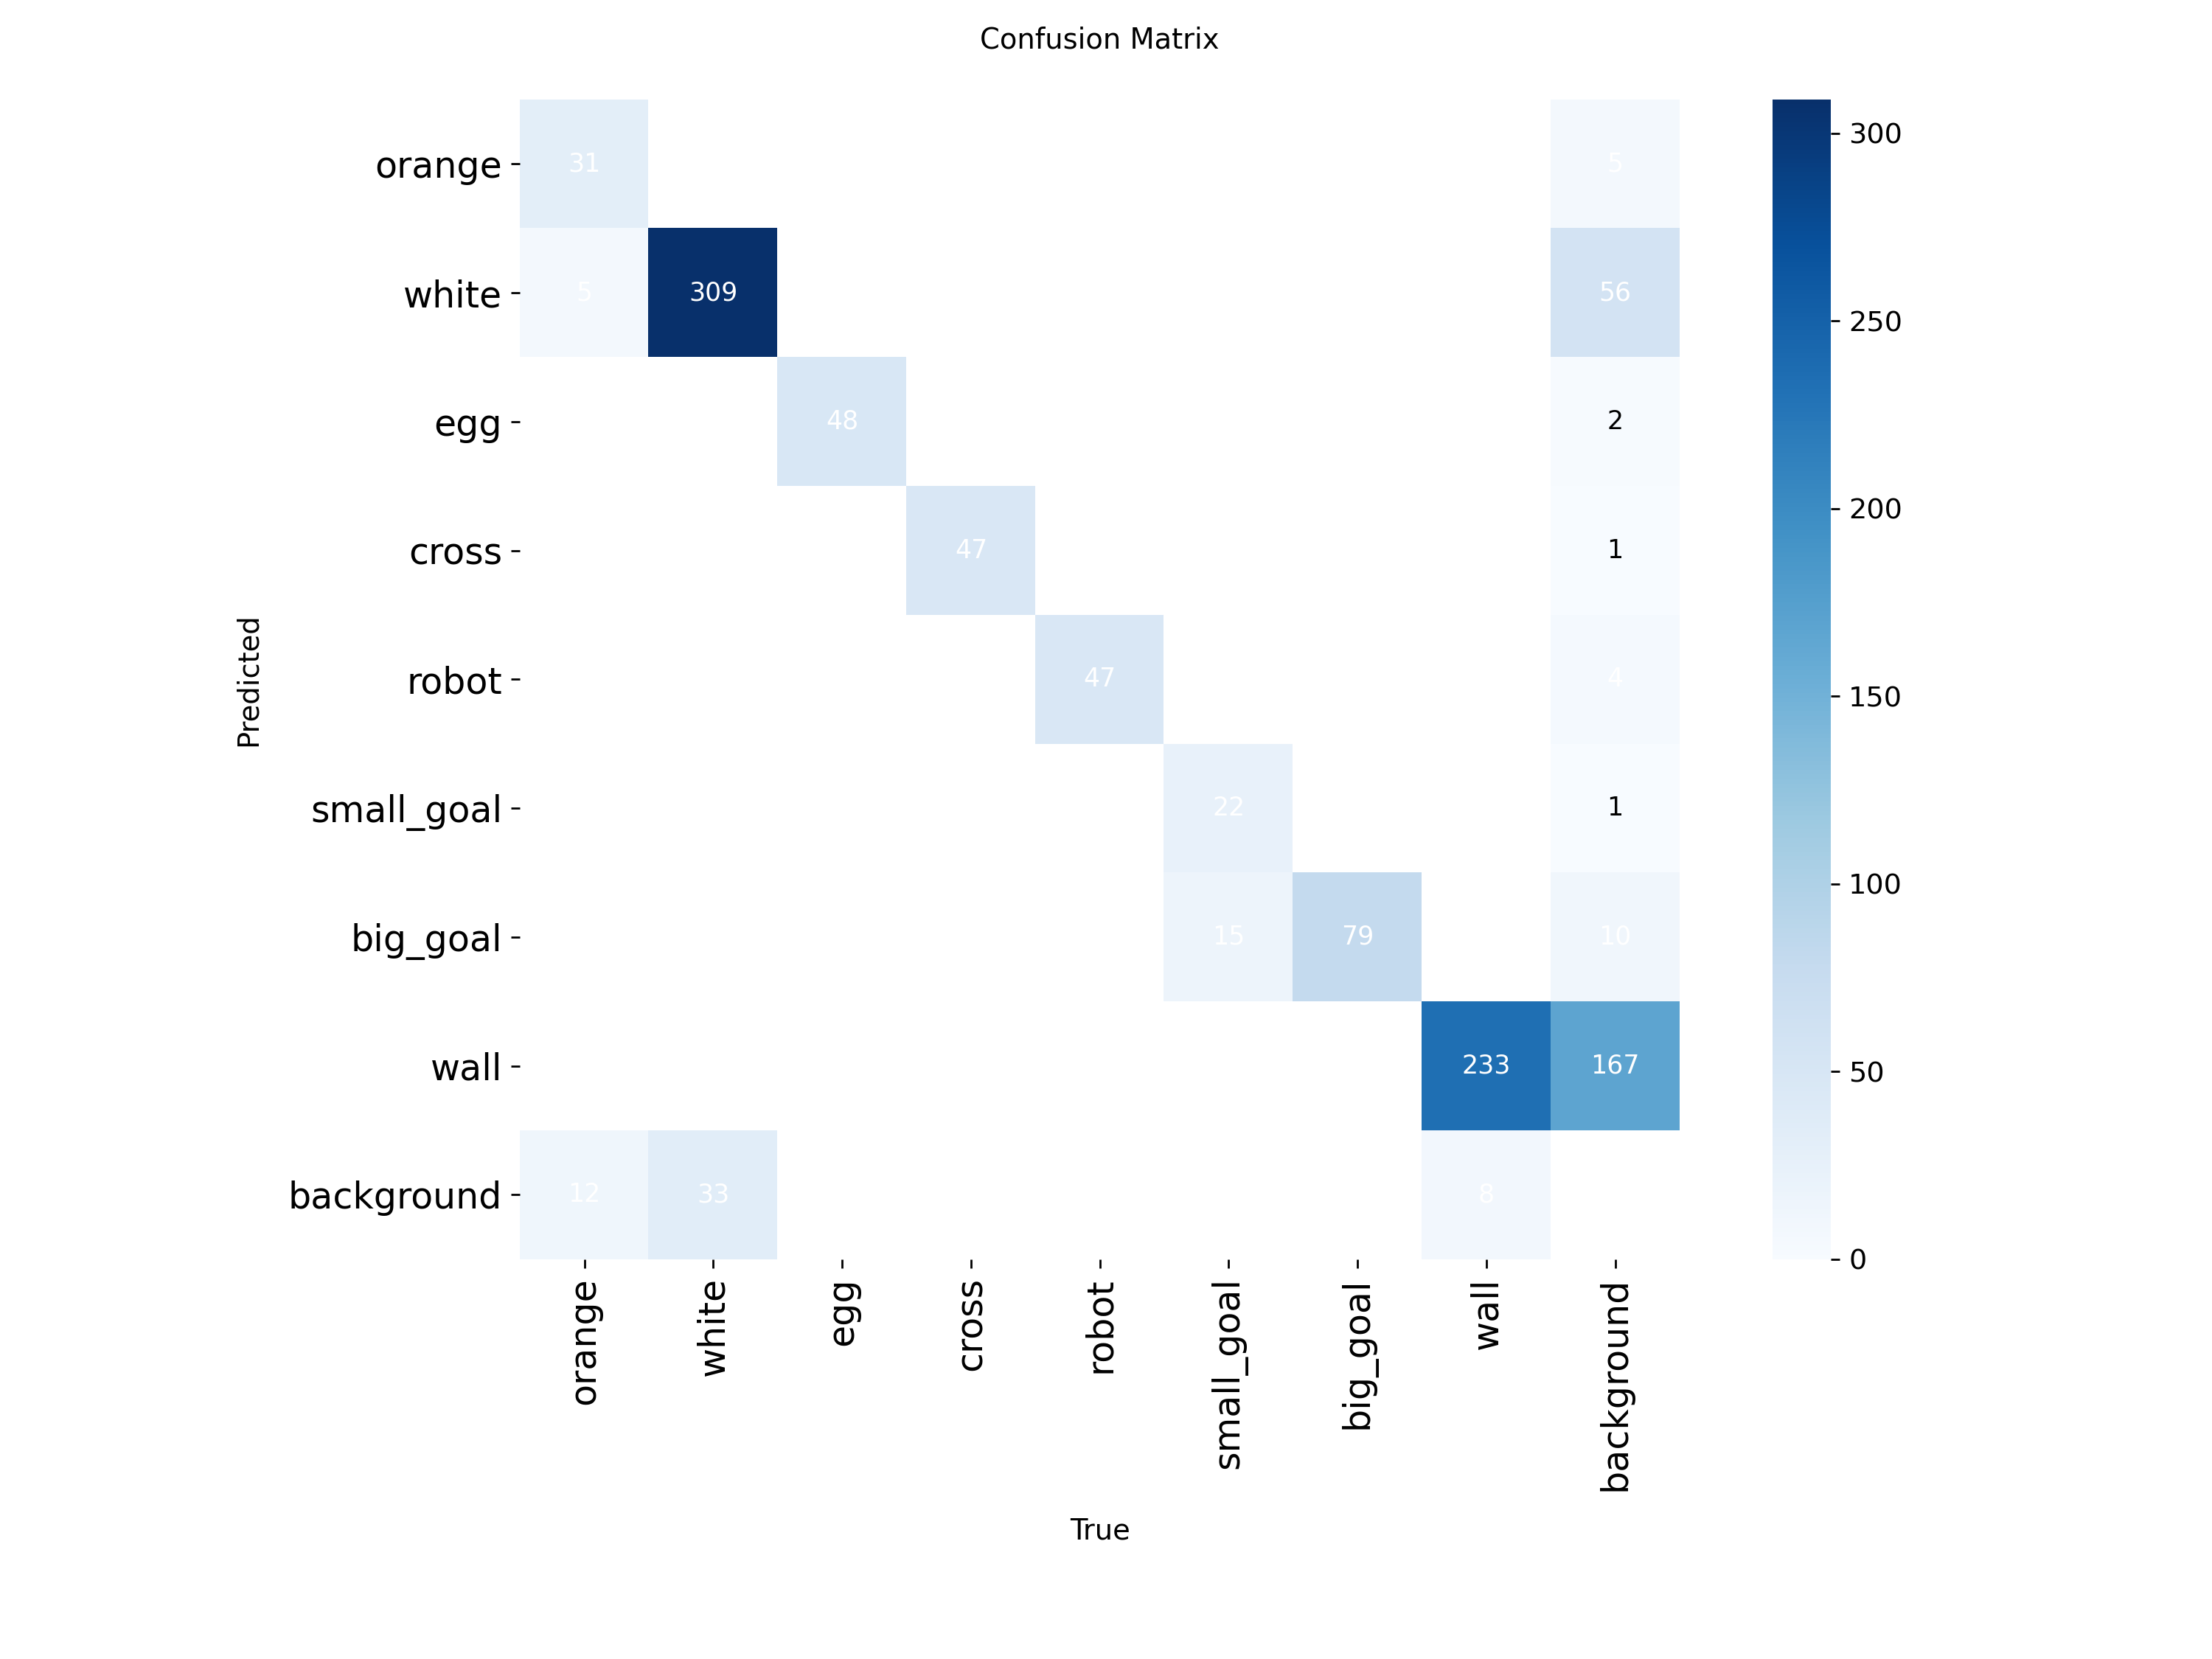 Confusion Matrix
orange 31 5
white 5 309 56
egg 48 2
cross 47 1
robot 47 4
small_goal 22 1
big_goal 15 79 10
wall 233 167
background 12 33 8
orange white egg cross robot small_goal big_goal wall background
True
Predicted
300
250
200
150
100
50
0